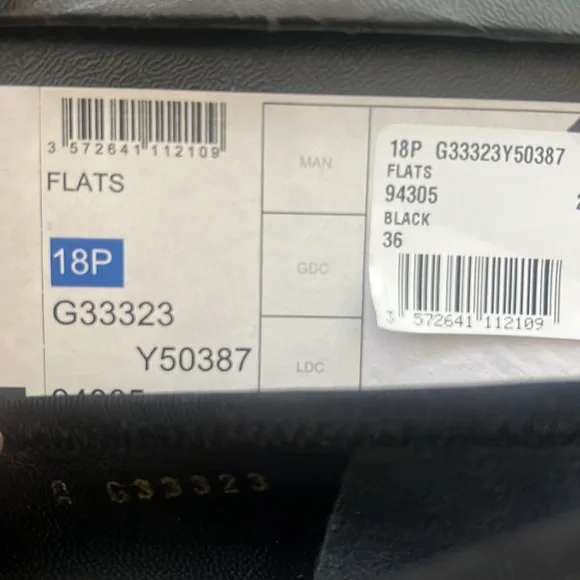 3 572641 112109
FLATS
18P
G33323
Y50387
MAN
GDC
LDC
18P G33323Y50387
FLATS
94305
BLACK
36
3 572641 112109
G33323